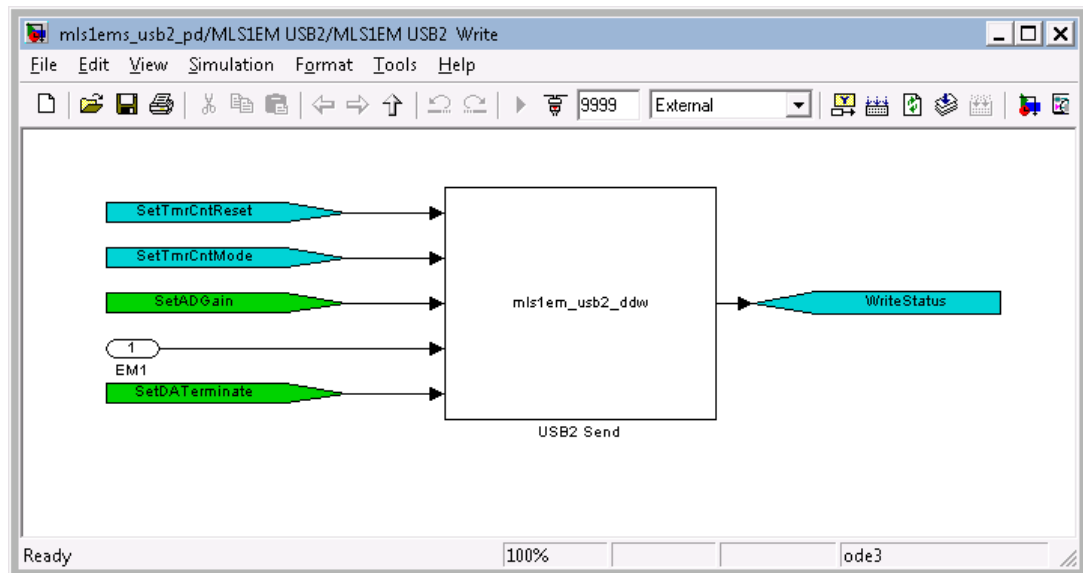 mls1ems_usb2_pd/MLS1EM USB2/MLS1EM USB2 Write
File Edit View Simulation Format Tools Help
9999 External
SetTmrCntReset
SetTmrCntMode
SetADGain
mls1em_usb2_ddw
WriteStatus
1
EM1
SetDATerminate
USB2 Send
Ready 100% ode3